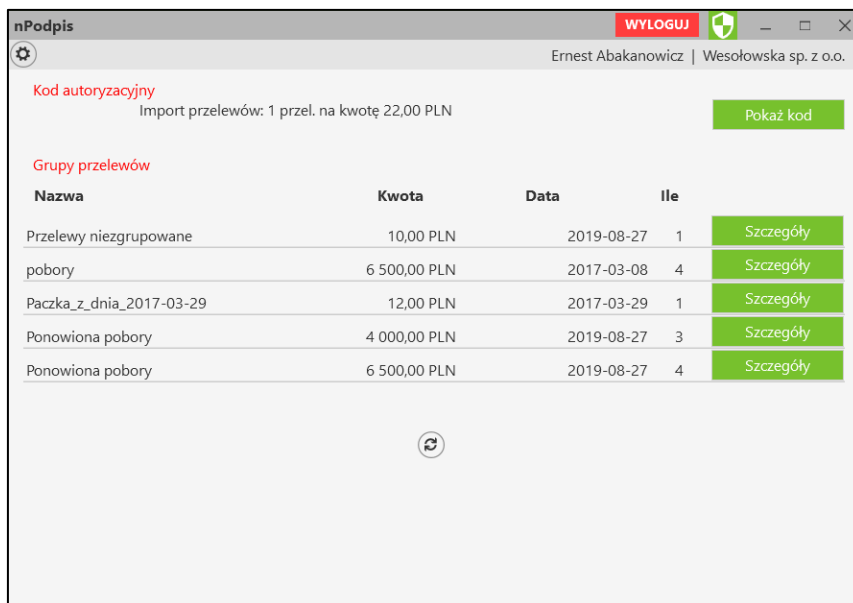 nPodpis WYLOGUJ
Ernest Abakanowicz | Wesołowska sp. z o.o.
Kod autoryzacyjny
Import przelewów: 1 przel. na kwotę 22,00 PLN Pokaż kod
Grupy przelewów
Nazwa Kwota Data Ile
Przelewy niezgrupowane 10,00 PLN 2019-08-27 1 Szczegóły
pobory 6 500,00 PLN 2017-03-08 4 Szczegóły
Paczka_z_dnia_2017-03-29 12,00 PLN 2017-03-29 1 Szczegóły
Ponowiona pobory 4 000,00 PLN 2019-08-27 3 Szczegóły
Ponowiona pobory 6 500,00 PLN 2019-08-27 4 Szczegóły